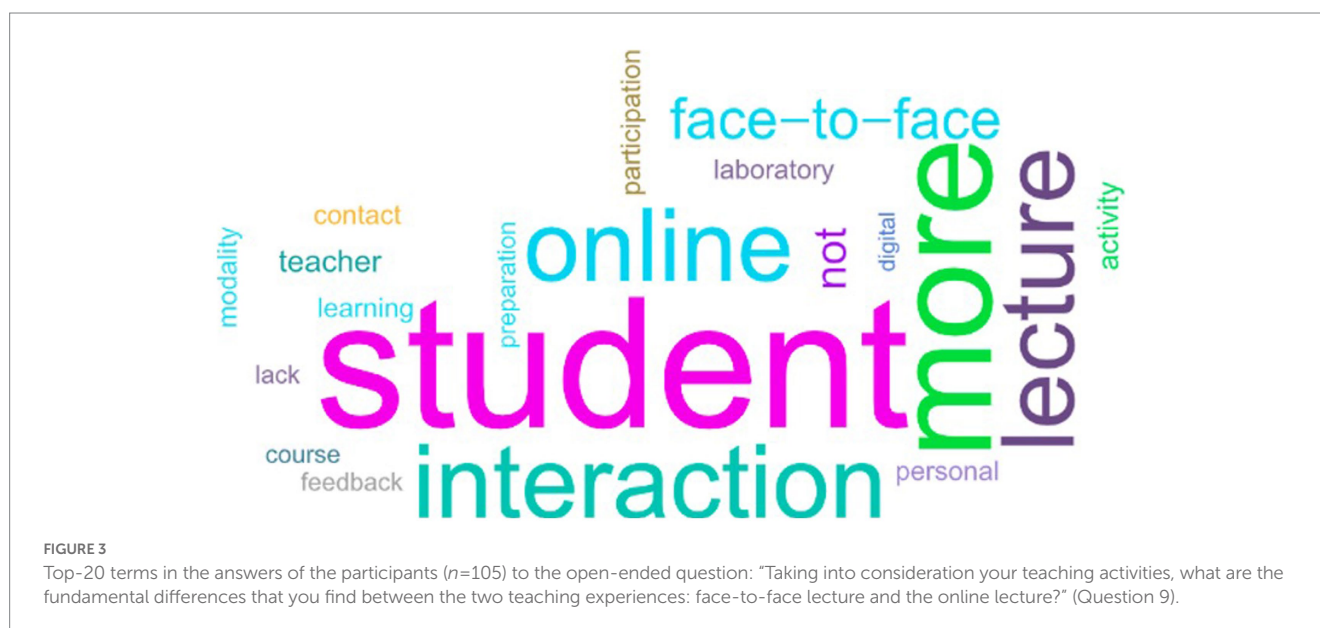 participation
face-to-face
laboratory
more
lecture
activity
contact
modality
teacher
preparation
online
not
digital
learning
student
lack
course
feedback
interaction
personal
FIGURE 3
Top-20 terms in the answers of the participants (n=105) to the open-ended question: “Taking into consideration your teaching activities, what are the
fundamental differences that you find between the two teaching experiences: face-to-face lecture and the online lecture?” (Question 9).